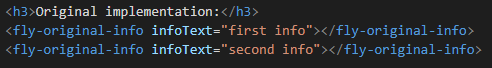 <h3>Original implementation:</h3>
<fly-original-info infoText="first info"></fly-original-info>
<fly-original-info infoText="second info"></fly-original-info>